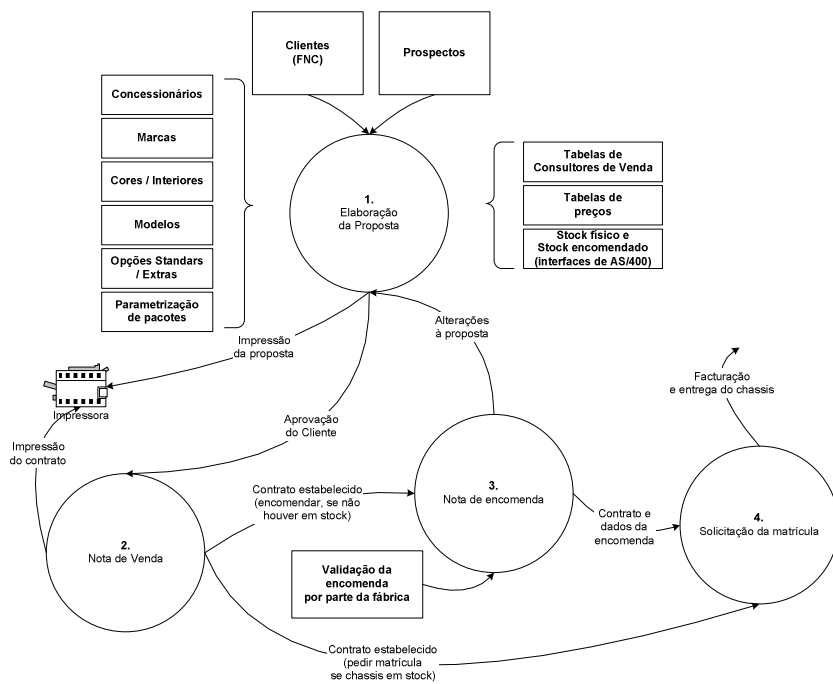 Clientes
(FNC)
Prospectos
Concessionários
Marcas
Cores / Interiores
Modelos
Opções Standars
/ Extras
Parametrização
de pacotes
1.
Elaboração
da Proposta
Tabelas de
Consultores de Venda
Tabelas de
preços
Stock físico e
Stock encomendado
(interfaces de AS/400)
Impressão
da proposta
Alterações
à proposta
Facturação
e entrega do chassis
Impressora
Aprovação
do Cliente
Impressão
do contrato
2.
Nota de Venda
Contrato estabelecido
(encomendar, se não
houver em stock)
3.
Nota de encomenda
Contrato e
dados da
encomenda
4.
Solicitação da matrícula
Validação da
encomenda
por parte da fábrica
Contrato estabelecido
(pedir matrícula
se chassis em stock)